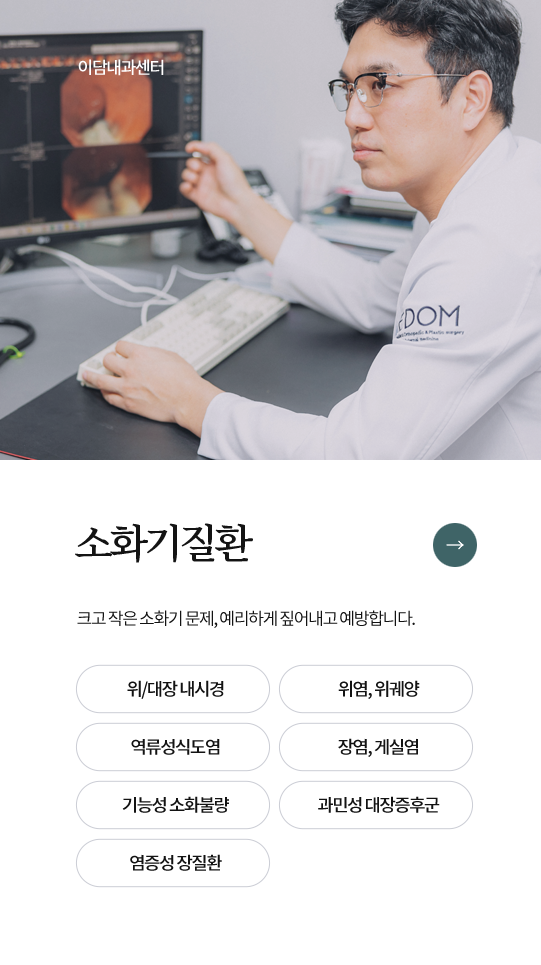 이담내과센터
EDOM
소화기질환
→
크고 작은 소화기 문제, 예리하게 짚어내고 예방합니다.
위/대장 내시경
위염, 위궤양
역류성식도염
장염, 게실염
기능성 소화불량
과민성 대장증후군
염증성 장질환